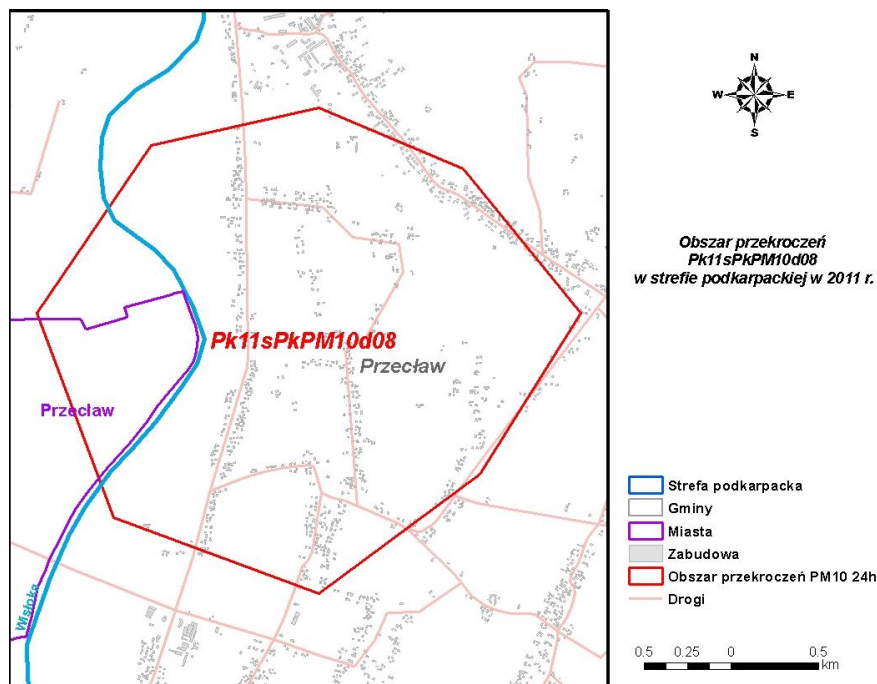 Pk11sPkPM10d08
Przecław
Przecław
Wisłoka
N
W E
S
Obszar przekroczeń
Pk11sPkPM10d08
w strefie podkarpackiej w 2011 r.
Strefa podkarpacka
Gminy
Miasta
Zabudowa
Obszar przekroczeń PM10 24h
Drogi
0.5 0.25 0 0.5
km